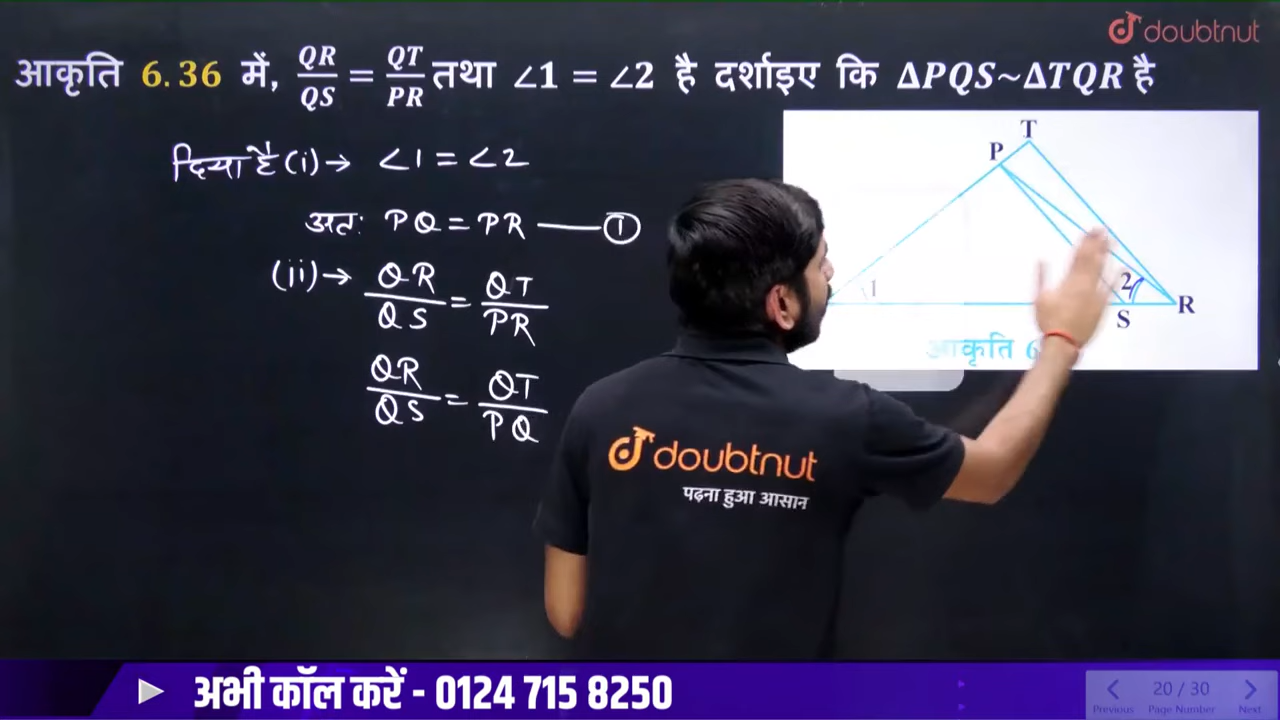 doubtnut
आकृति 6.36 में, QR/QS = QT/PR तथा ∠1 = ∠2 है दर्शाइए कि ΔPQS~ΔTQR है
दिया है (i) → ∠1 = ∠2
अतः PQ = PR —— ①
(ii) → QR/QS = QT/PR
QR/QS = QT/PQ
T
P
1
2
S
R
आकृति 6
doubtnut
पढ़ना हुआ आसान
अभी कॉल करें - 0124 715 8250
20 / 30
Previous Page Number Next